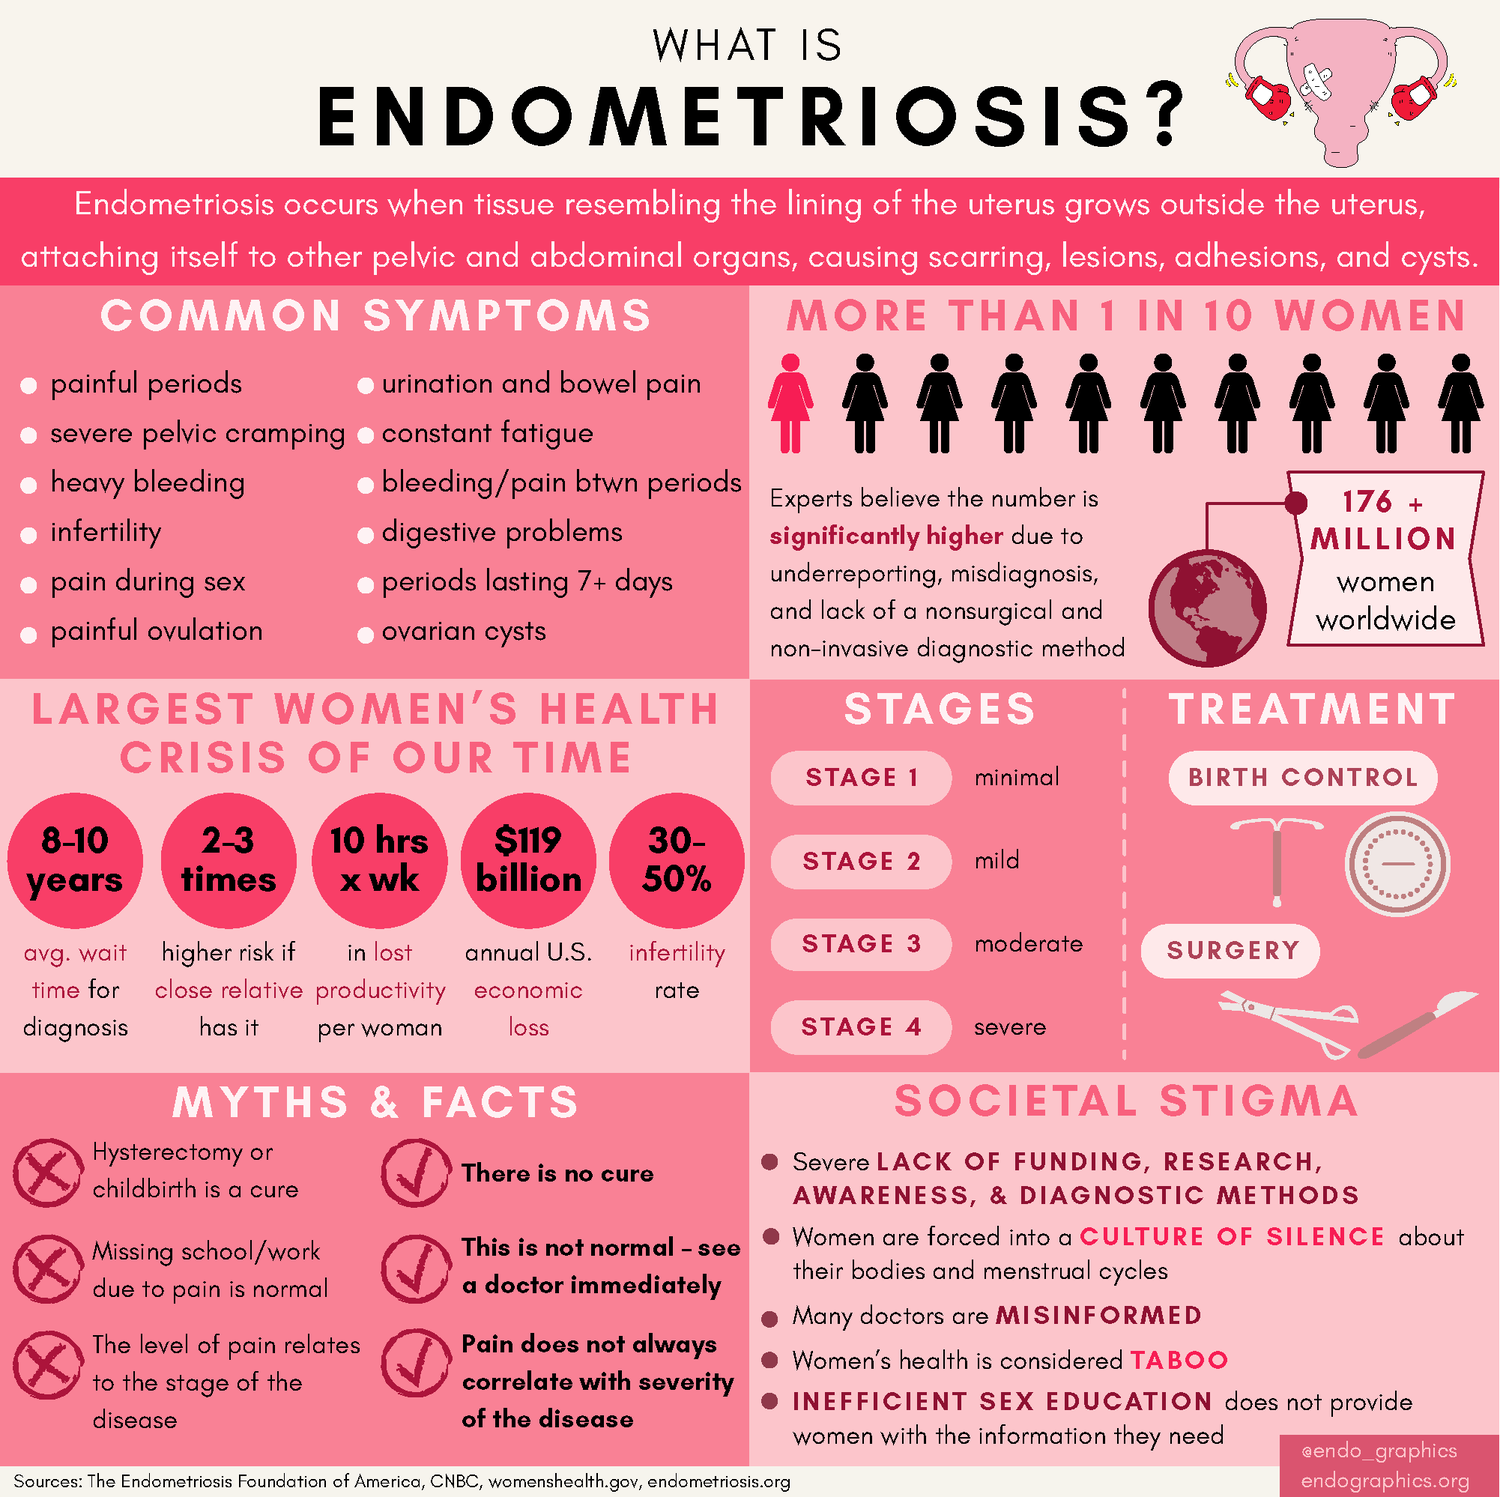 WHAT IS
ENDOMETRIOSIS?
Endometriosis occurs when tissue resembling the lining of the uterus grows outside the uterus,
attaching itself to other pelvic and abdominal organs, causing scarring, lesions, adhesions, and cysts.
COMMON SYMPTOMS
painful periods
severe pelvic cramping
heavy bleeding
infertility
pain during sex
painful ovulation
urination and bowel pain
constant fatigue
bleeding/pain btwn periods
digestive problems
periods lasting 7+ days
ovarian cysts
MORE THAN 1 IN 10 WOMEN
Experts believe the number is
significantly higher due to
underreporting, misdiagnosis,
and lack of a nonsurgical and
non-invasive diagnostic method
176 +
MILLION
women
worldwide
LARGEST WOMEN'S HEALTH
CRISIS OF OUR TIME
8-10
years
avg. wait
time for
diagnosis
2-3
times
higher risk if
close relative
has it
10 hrs
x wk
in lost
productivity
per woman
$119
billion
annual U.S.
economic
loss
30-
50%
infertility
rate
STAGES
STAGE 1 minimal
STAGE 2 mild
STAGE 3 moderate
STAGE 4 severe
TREATMENT
BIRTH CONTROL
SURGERY
MYTHS & FACTS
Hysterectomy or
childbirth is a cure
There is no cure
Missing school/work
due to pain is normal
This is not normal - see
a doctor immediately
The level of pain relates
to the stage of the
disease
Pain does not always
correlate with severity
of the disease
SOCIETAL STIGMA
Severe LACK OF FUNDING, RESEARCH,
AWARENESS, & DIAGNOSTIC METHODS
Women are forced into a CULTURE OF SILENCE about
their bodies and menstrual cycles
Many doctors are MISINFORMED
Women's health is considered TABOO
INEFFICIENT SEX EDUCATION does not provide
women with the information they need
@endo_graphics
endographics.org
Sources: The Endometriosis Foundation of America, CNBC, womenshealth.gov, endometriosis.org